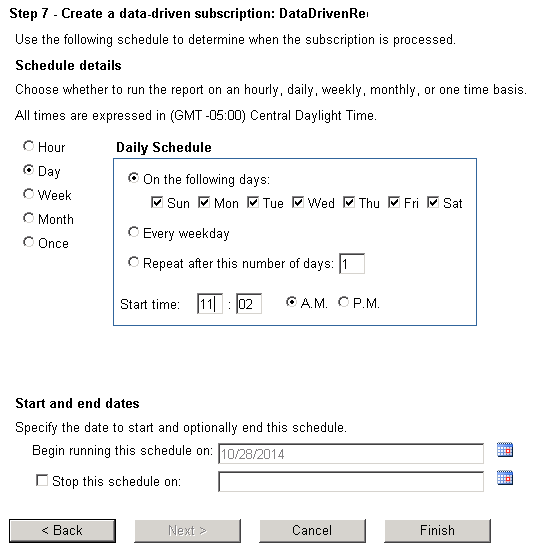 Step 7 - Create a data-driven subscription: DataDrivenRe
Use the following schedule to determine when the subscription is processed.
Schedule details
Choose whether to run the report on an hourly, daily, weekly, monthly, or one time basis.
All times are expressed in (GMT -05:00) Central Daylight Time.
Hour
Day
Week
Month
Once
Daily Schedule
On the following days:
Sun Mon Tue Wed Thu Fri Sat
Every weekday
Repeat after this number of days: 1
Start time: 11 : 02 A.M. P.M.
Start and end dates
Specify the date to start and optionally end this schedule.
Begin running this schedule on: 10/28/2014
Stop this schedule on:
< Back Next > Cancel Finish